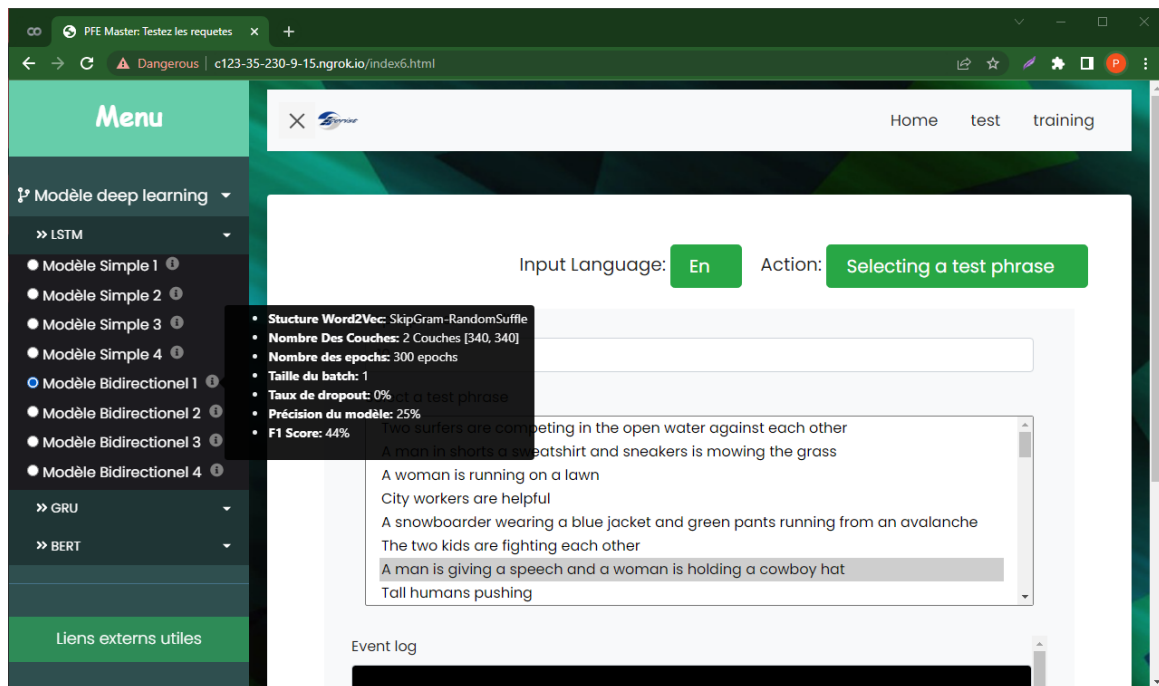 PFE Master: Testez les requetes
Dangerous | c123-35-230-9-15.ngrok.io/index6.html
P
Menu
Home test training
Modèle deep learning
LSTM
Modèle Simple 1
Modèle Simple 2
Modèle Simple 3
Modèle Simple 4
Modèle Bidirectionel 1
Modèle Bidirectionel 2
Modèle Bidirectionel 3
Modèle Bidirectionel 4
GRU
BERT
Liens externs utiles
Input Language: En Action: Selecting a test phrase
Stucture Word2Vec: SkipGram-RandomSuffle
Nombre Des Couches: 2 Couches [340, 340]
Nombre des epochs: 300 epochs
Taille du batch: 1
Taux de dropout: 0%
Précision du modèle: 25%
F1 Score: 44%
a test phrase
Two surfers are competing in the open water against each other
A man in shorts a sweatshirt and sneakers is mowing the grass
A woman is running on a lawn
City workers are helpful
A snowboarder wearing a blue jacket and green pants running from an avalanche
The two kids are fighting each other
A man is giving a speech and a woman is holding a cowboy hat
Tall humans pushing
Event log